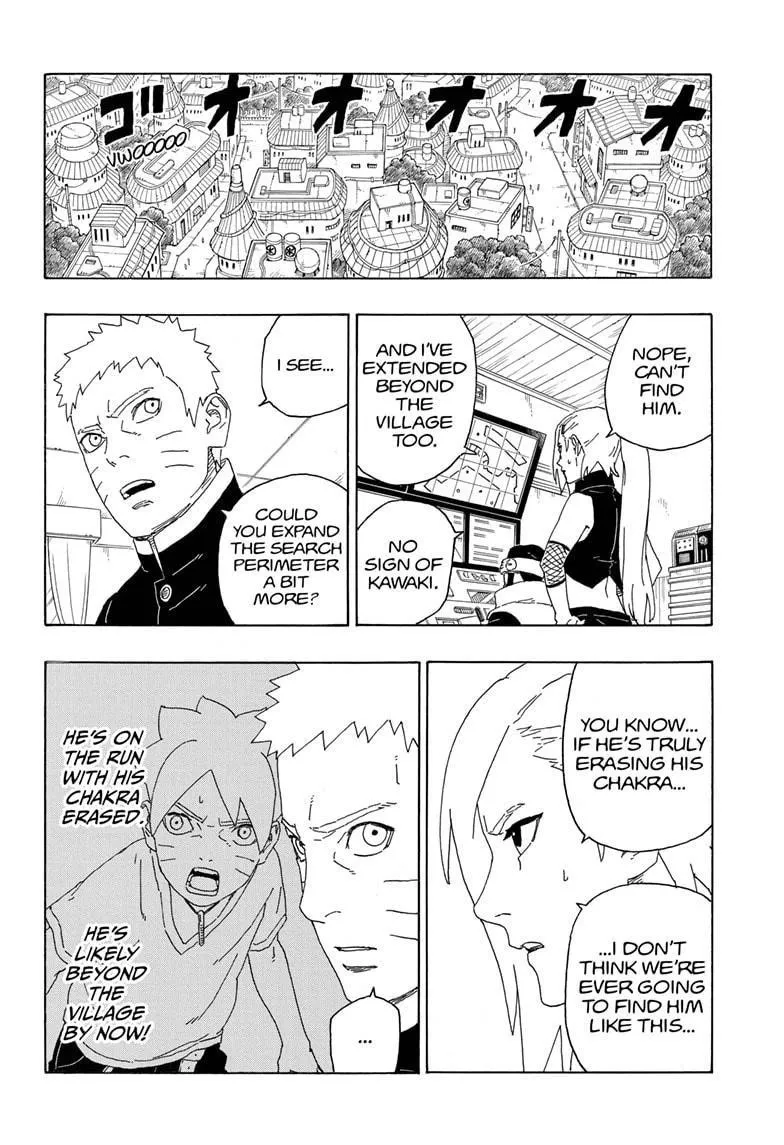 ゴオオオオオ
VWOOOOO
NOPE,
CAN'T
FIND
HIM.
AND I'VE
EXTENDED
BEYOND
THE
VILLAGE
TOO.
NO
SIGN OF
KAWAKI.
I SEE...
COULD
YOU EXPAND
THE SEARCH
PERIMETER
A BIT
MORE?
YOU KNOW...
IF HE'S TRULY
ERASING HIS
CHAKRA...
...I DON'T
THINK WE'RE
EVER GOING
TO FIND HIM
LIKE THIS...
HE'S ON
THE RUN
WITH HIS
CHAKRA
ERASED.
HE'S
LIKELY
BEYOND
THE
VILLAGE
BY NOW!
...